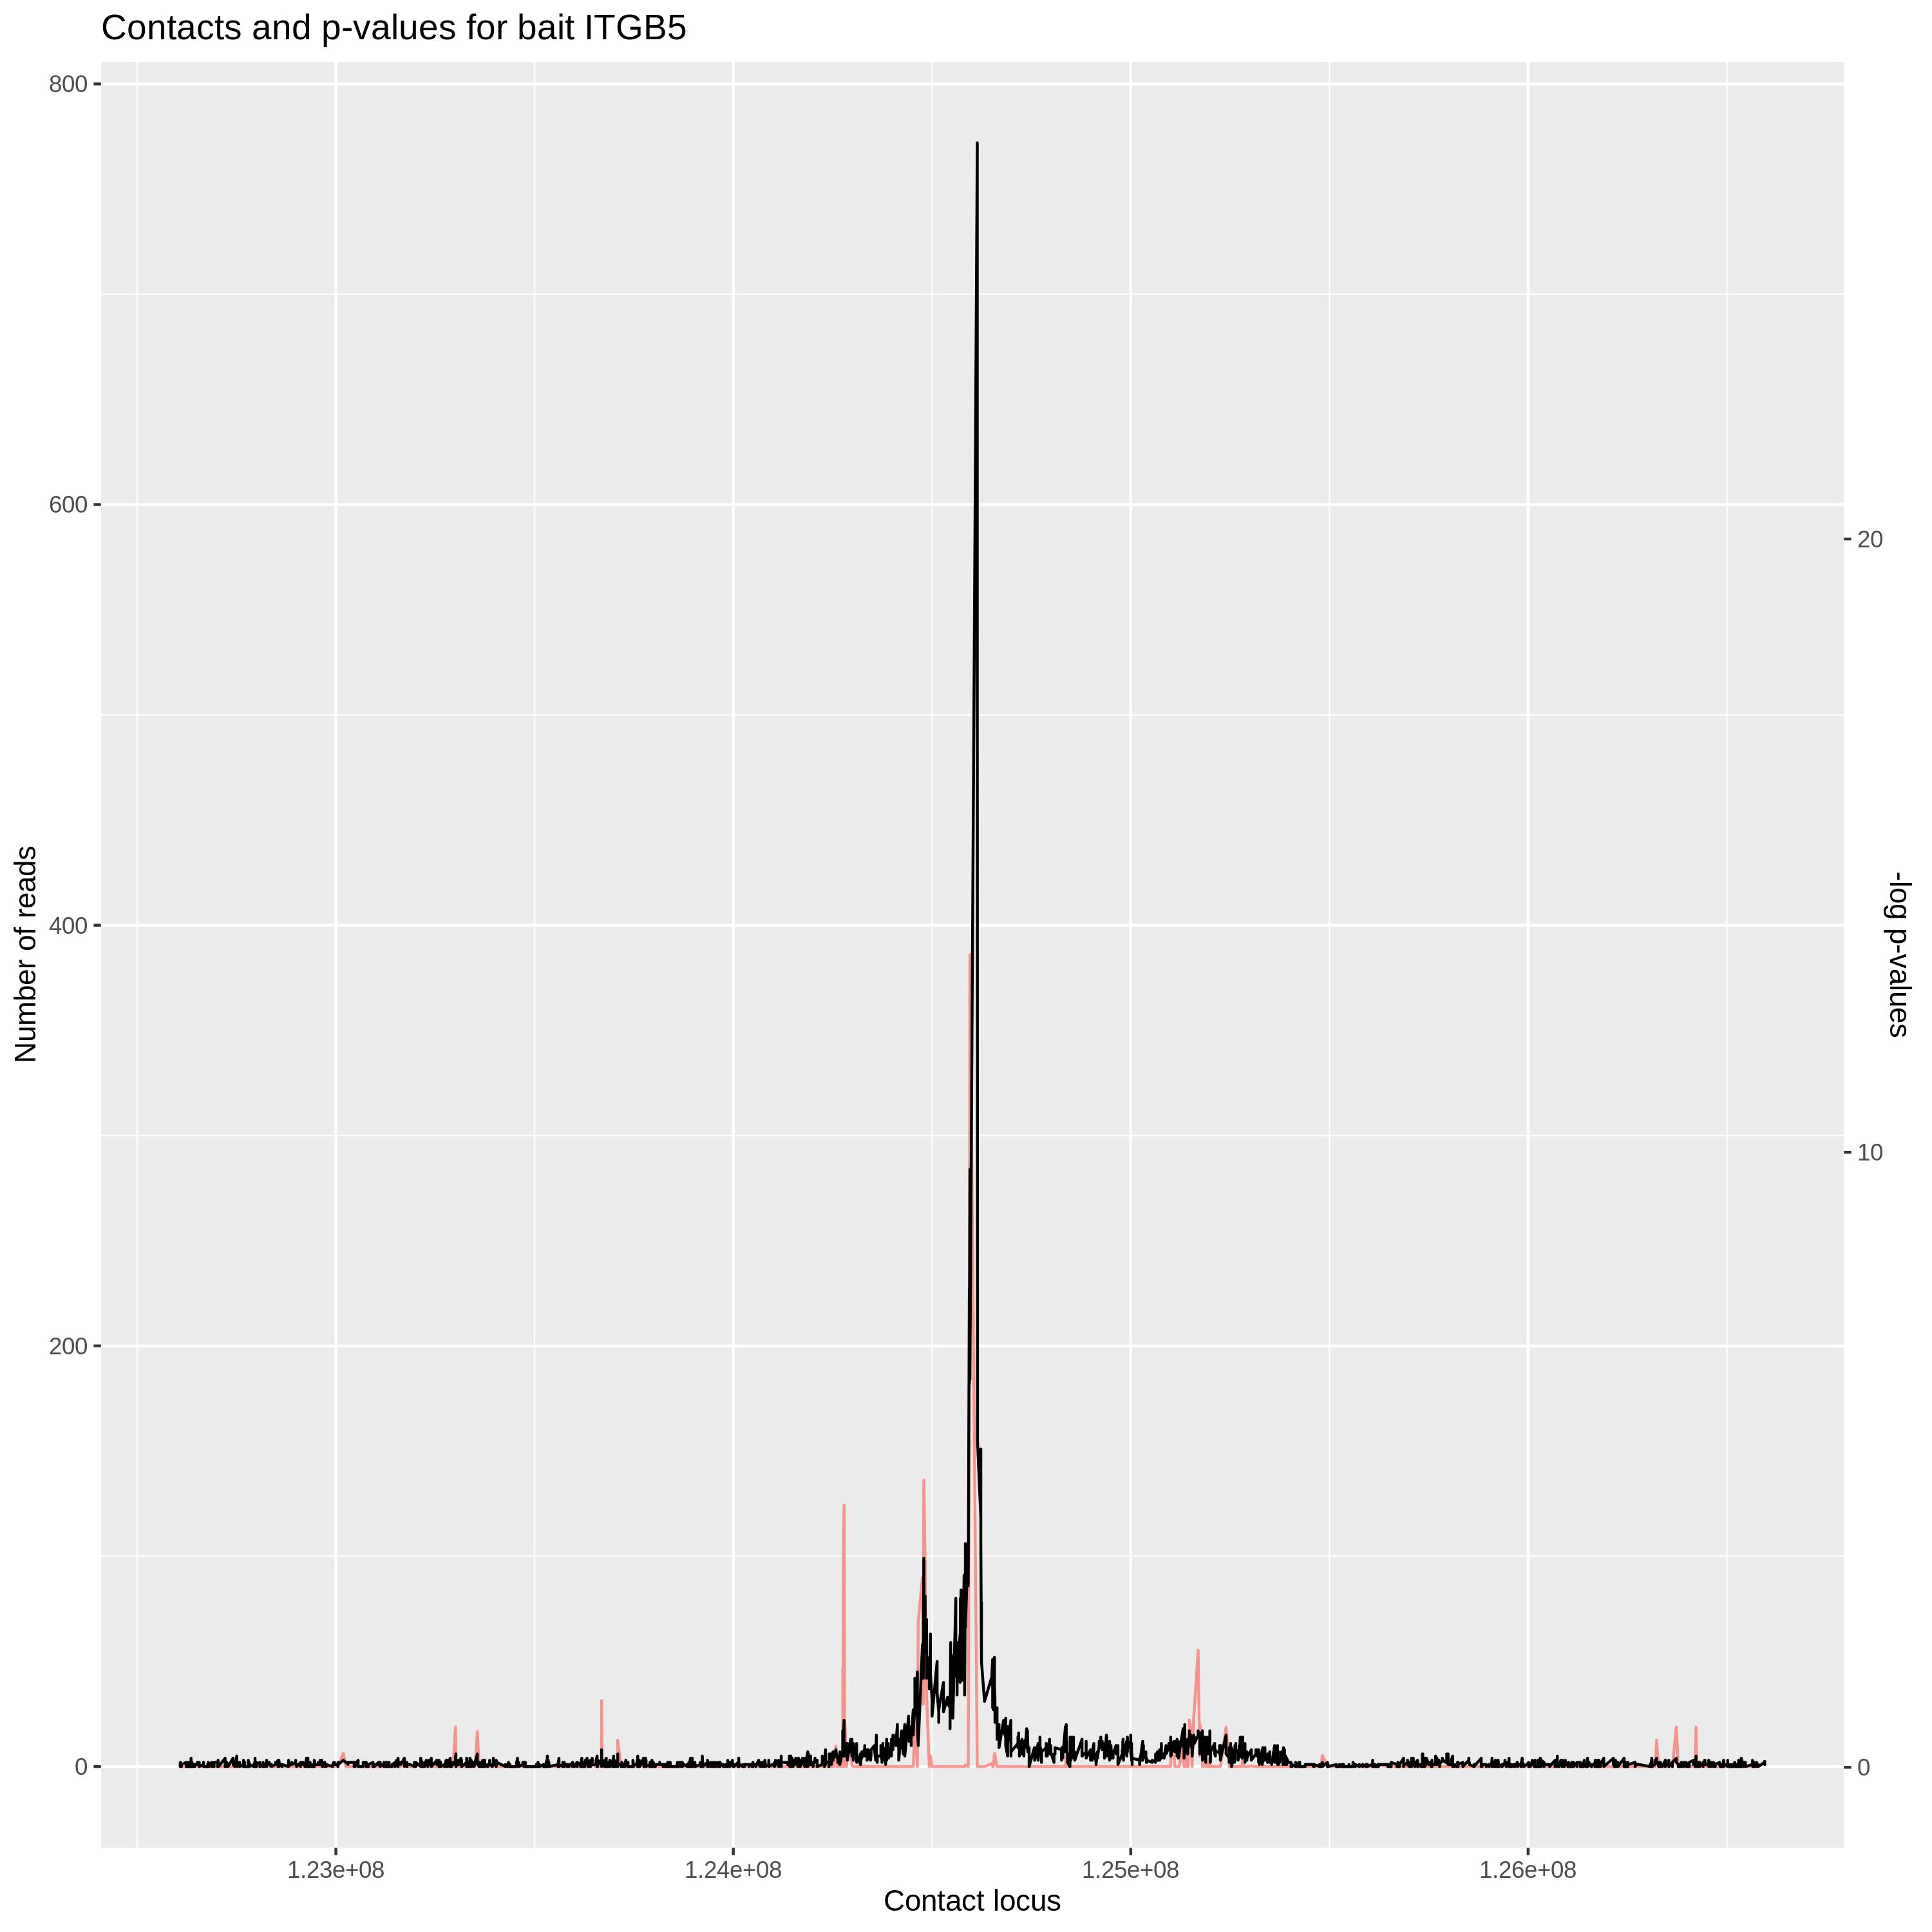 Contacts and p-values for bait ITGB5
800
600
400
200
0
Number of reads
20
10
0
-log p-values
1.23e+08
1.24e+08
1.25e+08
1.26e+08
Contact locus